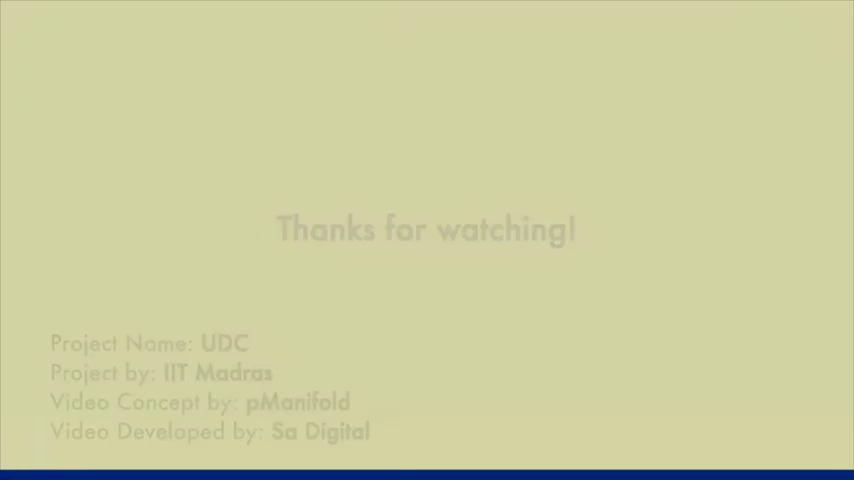 Thanks for watching!
Project Name: UDC
Project by: IIT Madras
Video Concept by: pManifold
Video Developed by: Sa Digital